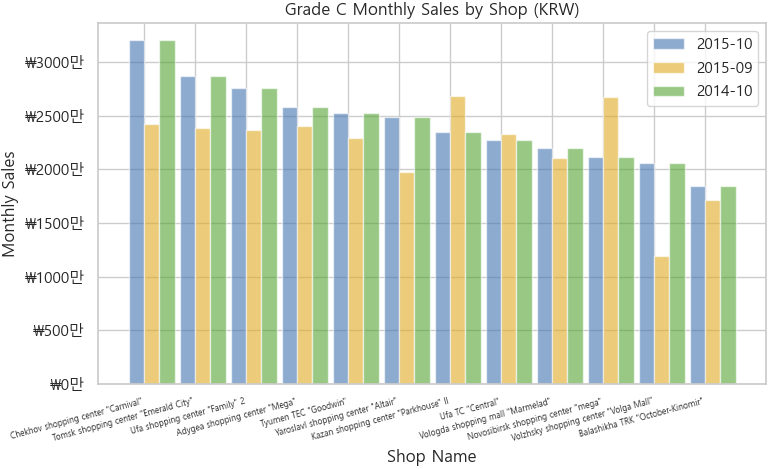 Grade C Monthly Sales by Shop (KRW)
2015-10
2015-09
2014-10
Monthly Sales
₩3000만
₩2500만
₩2000만
₩1500만
₩1000만
₩500만
₩0만
Chekhov shopping center "Carnival"
Tomsk shopping center "Emerald City"
Ufa shopping center "Family" 2
Adygea shopping center "Mega"
Tyumen TEC "Goodwin"
Yaroslavl shopping center "Altair"
Kazan shopping center "Parkhouse" II
Ufa TC "Central"
Vologda shopping mall "Marmelad"
Novosibirsk shopping center "mega"
Volzhsky shopping center "Volga Mall"
Balashikha TRK "October-Kinomir"
Shop Name